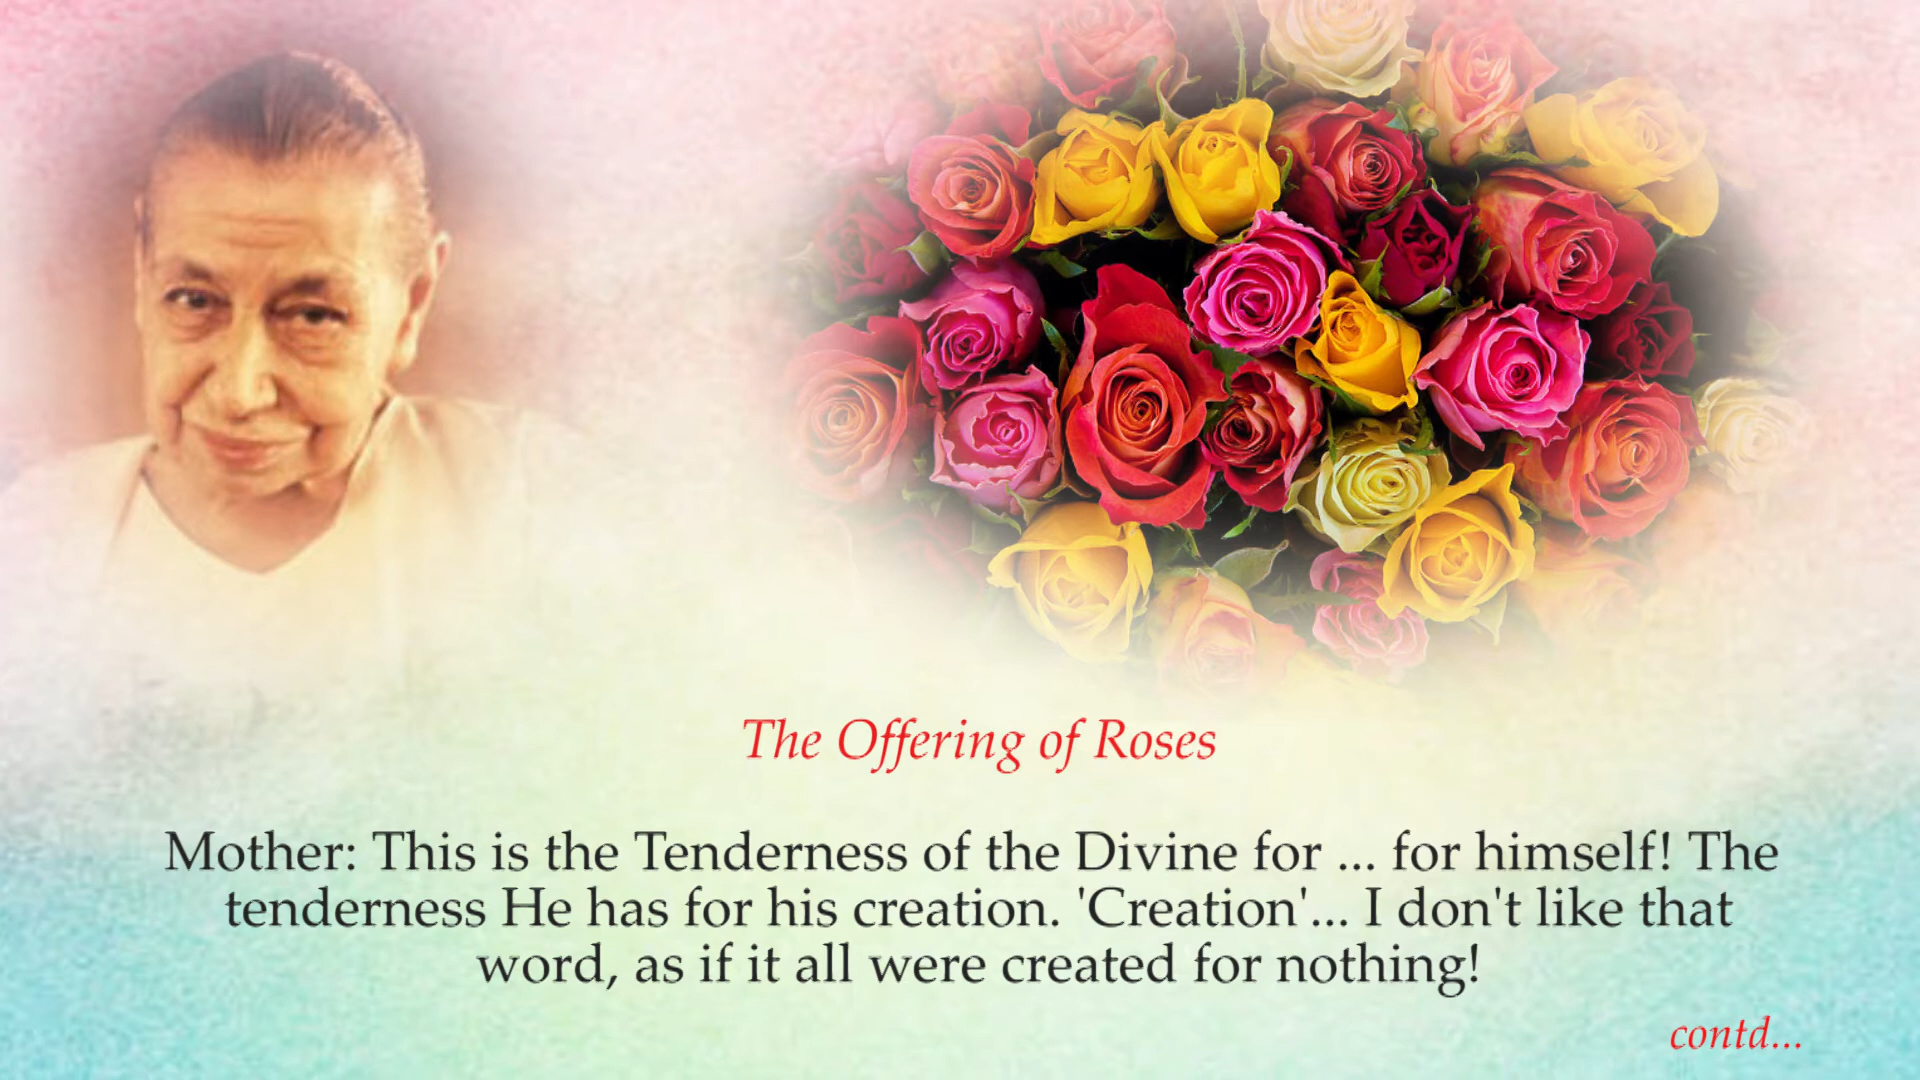 The Offering of Roses
Mother: This is the Tenderness of the Divine for ... for himself! The
tenderness He has for his creation. 'Creation'... I don't like that
word, as if it all were created for nothing!
contd...